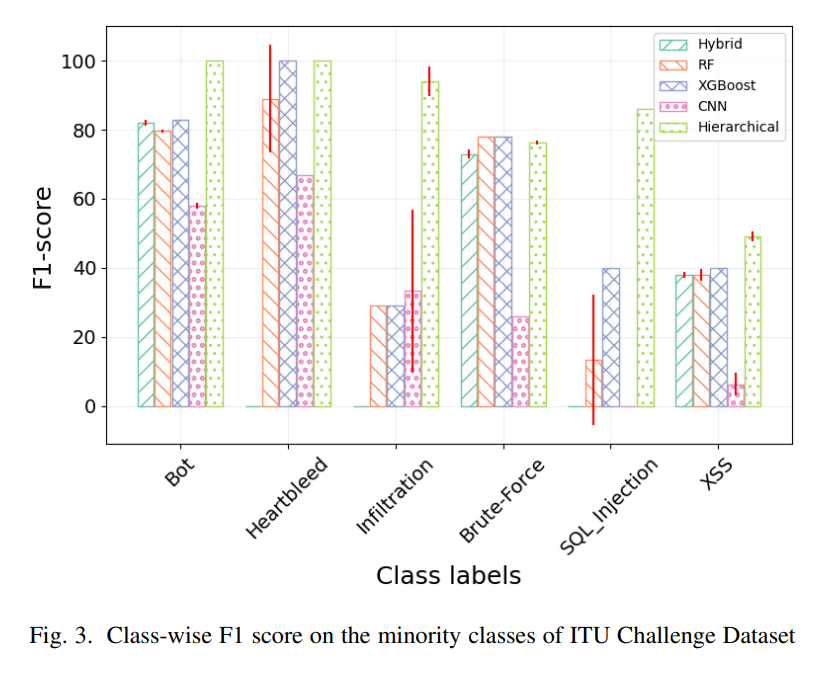 Hybrid
RF
XGBoost
CNN
Hierarchical
100
80
60
40
20
0
F1-score
Bot
Heartbleed
Infiltration
Brute-Force
SQL_Injection
XSS
Class labels
Fig. 3. Class-wise F1 score on the minority classes of ITU Challenge Dataset